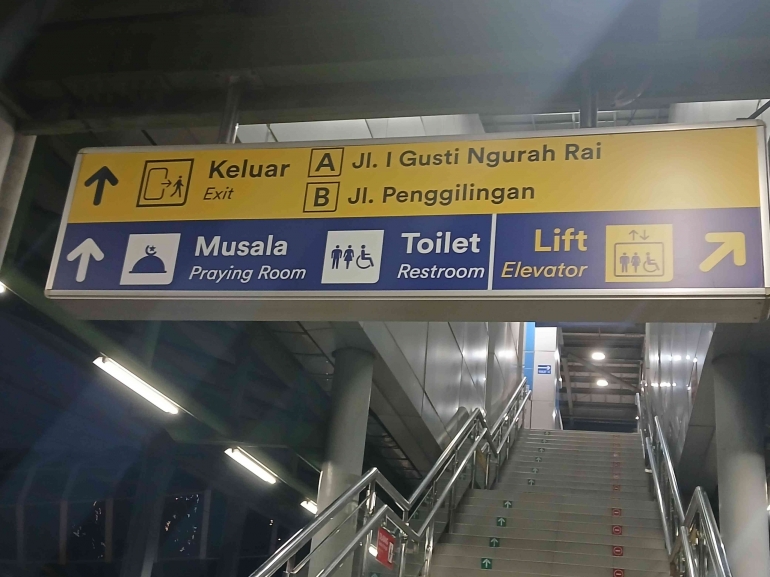 Keluar
Exit
A Jl. I Gusti Ngurah Rai
B Jl. Penggilingan
Musala
Praying Room
Toilet
Restroom
Lift
Elevator